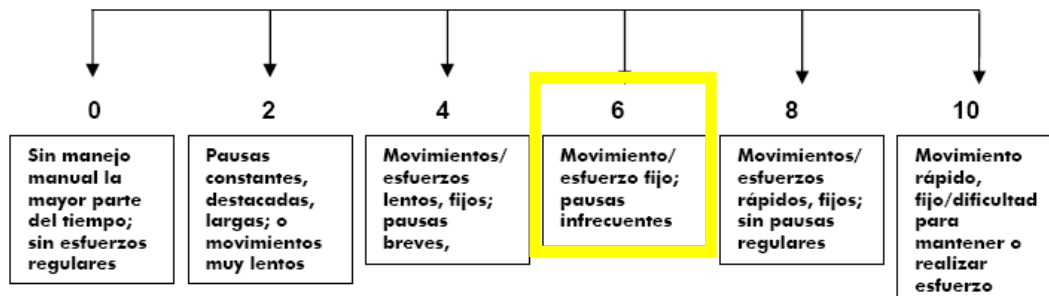 0
2
4
6
8
10
Sin manejo
manual la
mayor parte
del tiempo;
sin esfuerzos
regulares
Pausas
constantes,
destacadas,
largas; o
movimientos
muy lentos
Movimientos/
esfuerzos
lentos, fijos;
pausas
breves,
Movimiento/
esfuerzo fijo;
pausas
infrecuentes
Movimientos/
esfuerzos
rápidos, fijos;
sin pausas
regulares
Movimiento
rápido,
fijo/dificultad
para
mantener o
realizar
esfuerzo